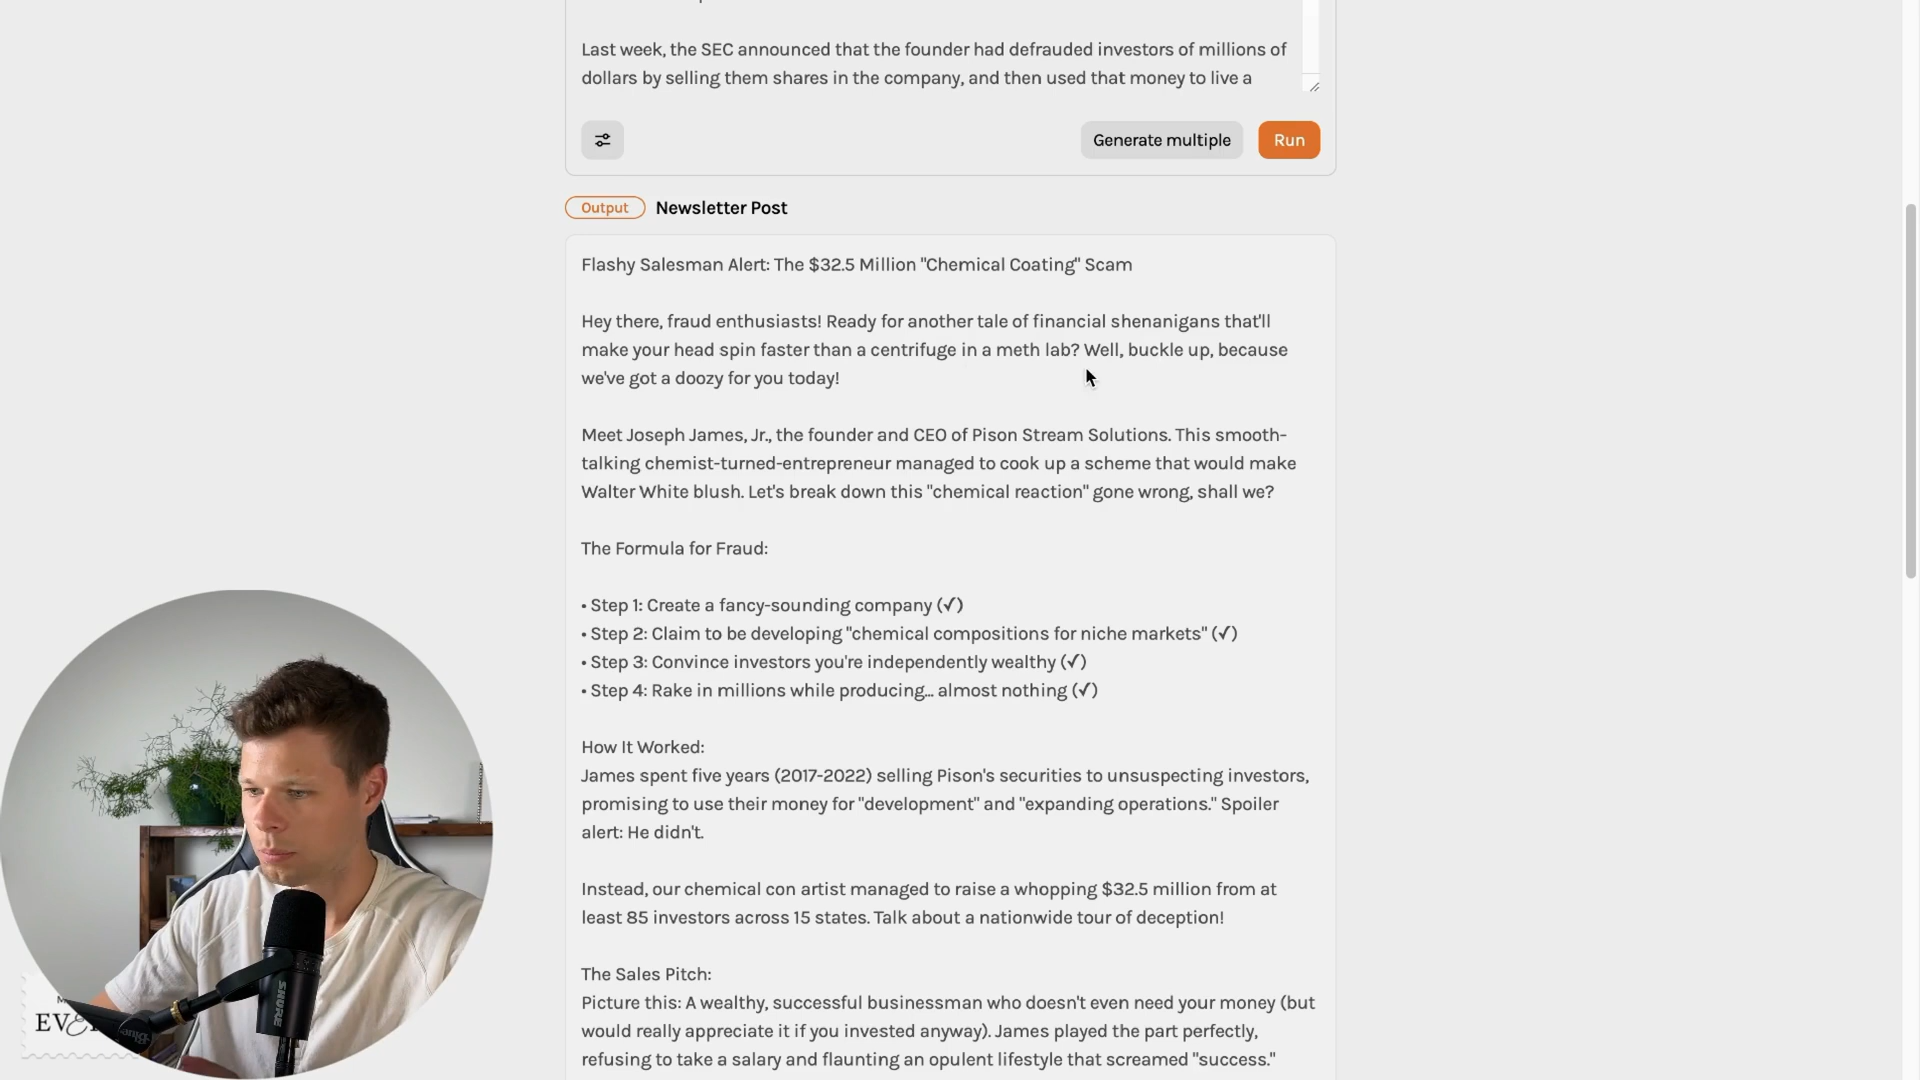 Last week, the SEC announced that the founder had defrauded investors of millions of
dollars by selling them shares in the company, and then used that money to live a
Generate multiple
Run
Output
Newsletter Post
Flashy Salesman Alert: The $32.5 Million "Chemical Coating" Scam
Hey there, fraud enthusiasts! Ready for another tale of financial shenanigans that'll
make your head spin faster than a centrifuge in a meth lab? Well, buckle up, because
we've got a doozy for you today!
Meet Joseph James, Jr., the founder and CEO of Pison Stream Solutions. This smooth-
talking chemist-turned-entrepreneur managed to cook up a scheme that would make
Walter White blush. Let's break down this "chemical reaction" gone wrong, shall we?
The Formula for Fraud:
• Step 1: Create a fancy-sounding company (✓)
• Step 2: Claim to be developing "chemical compositions for niche markets" (✓)
• Step 3: Convince investors you're independently wealthy (✓)
• Step 4: Rake in millions while producing... almost nothing (✓)
How It Worked:
James spent five years (2017-2022) selling Pison's securities to unsuspecting investors,
promising to use their money for "development" and "expanding operations." Spoiler
alert: He didn't.
Instead, our chemical con artist managed to raise a whopping $32.5 million from at
least 85 investors across 15 states. Talk about a nationwide tour of deception!
The Sales Pitch:
Picture this: A wealthy, successful businessman who doesn't even need your money (but
would really appreciate it if you invested anyway). James played the part perfectly,
refusing to take a salary and flaunting an opulent lifestyle that screamed "success."
SHURE